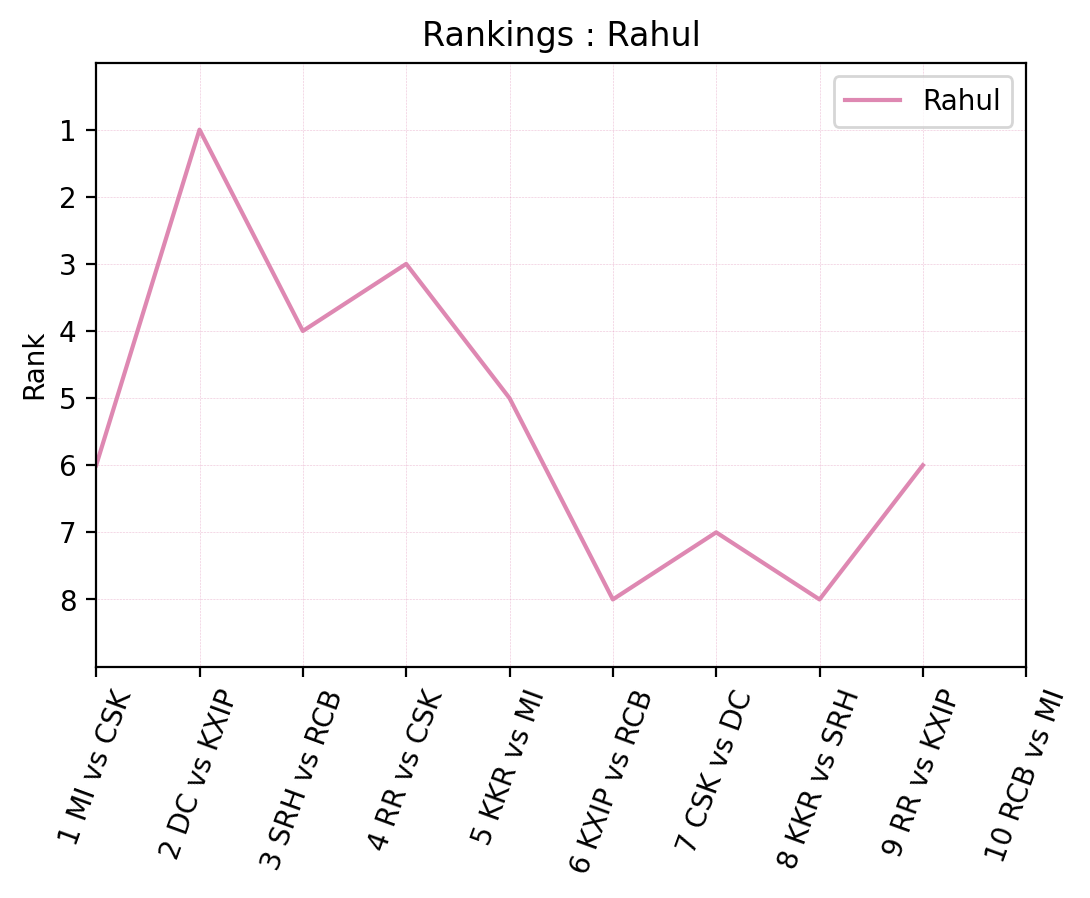 Rankings : Rahul
Rahul
Rank
1
2
3
4
5
6
7
8
1 MI vs CSK
2 DC vs KXIP
3 SRH vs RCB
4 RR vs CSK
5 KKR vs MI
6 KXIP vs RCB
7 CSK vs DC
8 KKR vs SRH
9 RR vs KXIP
10 RCB vs MI